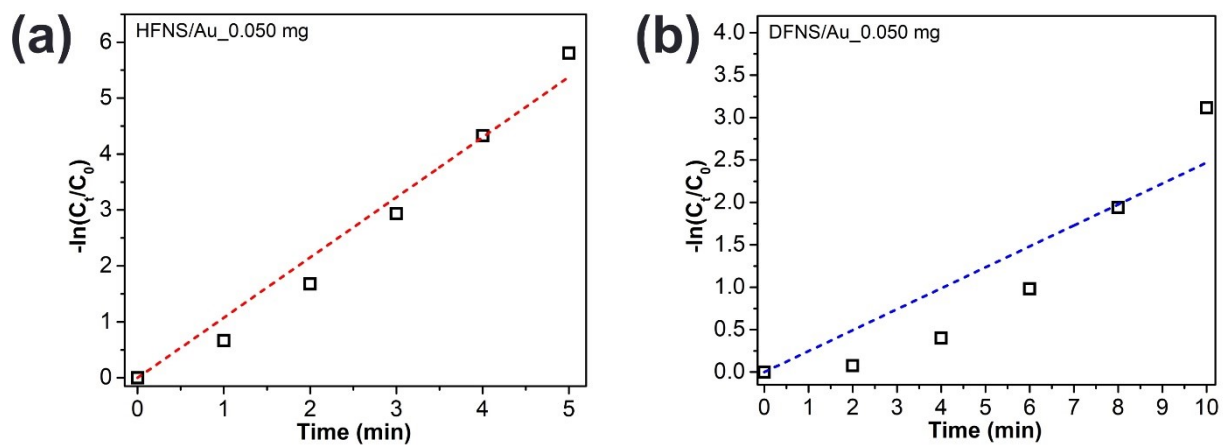 (a)
HFNS/Au_0.050 mg
6
5
4
3
2
1
0
-ln(Cₜ/C₀)
0 1 2 3 4 5
Time (min)
(b)
DFNS/Au_0.050 mg
4.0
3.5
3.0
2.5
2.0
1.5
1.0
0.5
0.0
-ln(Cₜ/C₀)
0 1 2 3 4 5 6 7 8 9 10
Time (min)